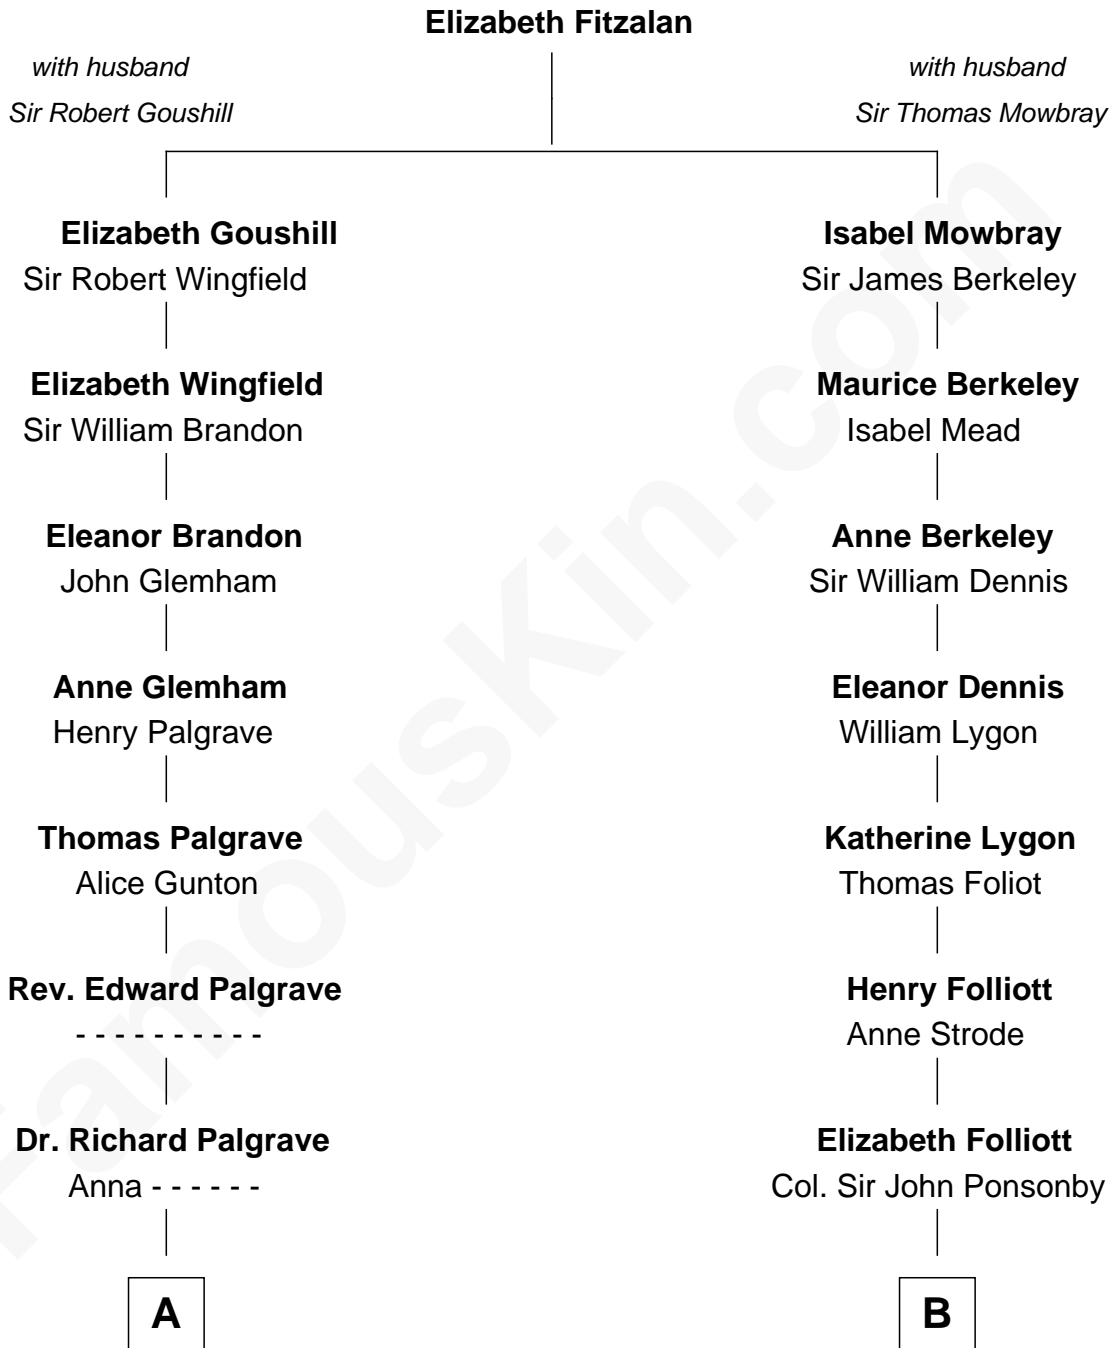 Elizabeth Fitzalan
with husband
Sir Robert Goushill
with husband
Sir Thomas Mowbray
Elizabeth Goushill
Sir Robert Wingfield
Isabel Mowbray
Sir James Berkeley
Elizabeth Wingfield
Sir William Brandon
Maurice Berkeley
Isabel Mead
Eleanor Brandon
John Glemham
Anne Berkeley
Sir William Dennis
Anne Glemham
Henry Palgrave
Eleanor Dennis
William Lygon
Thomas Palgrave
Alice Gunton
Katherine Lygon
Thomas Foliot
Rev. Edward Palgrave
- - - - - - - - - -
Henry Folliott
Anne Strode
Dr. Richard Palgrave
Anna - - - - - -
Elizabeth Folliott
Col. Sir John Ponsonby
A
B
FamousKin.com